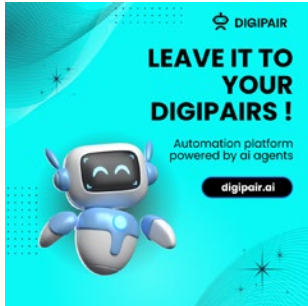 DIGIPAIR
LEAVE IT TO
YOUR
DIGIPAIRS !
Automation platform
powered by ai agents
digipair.ai